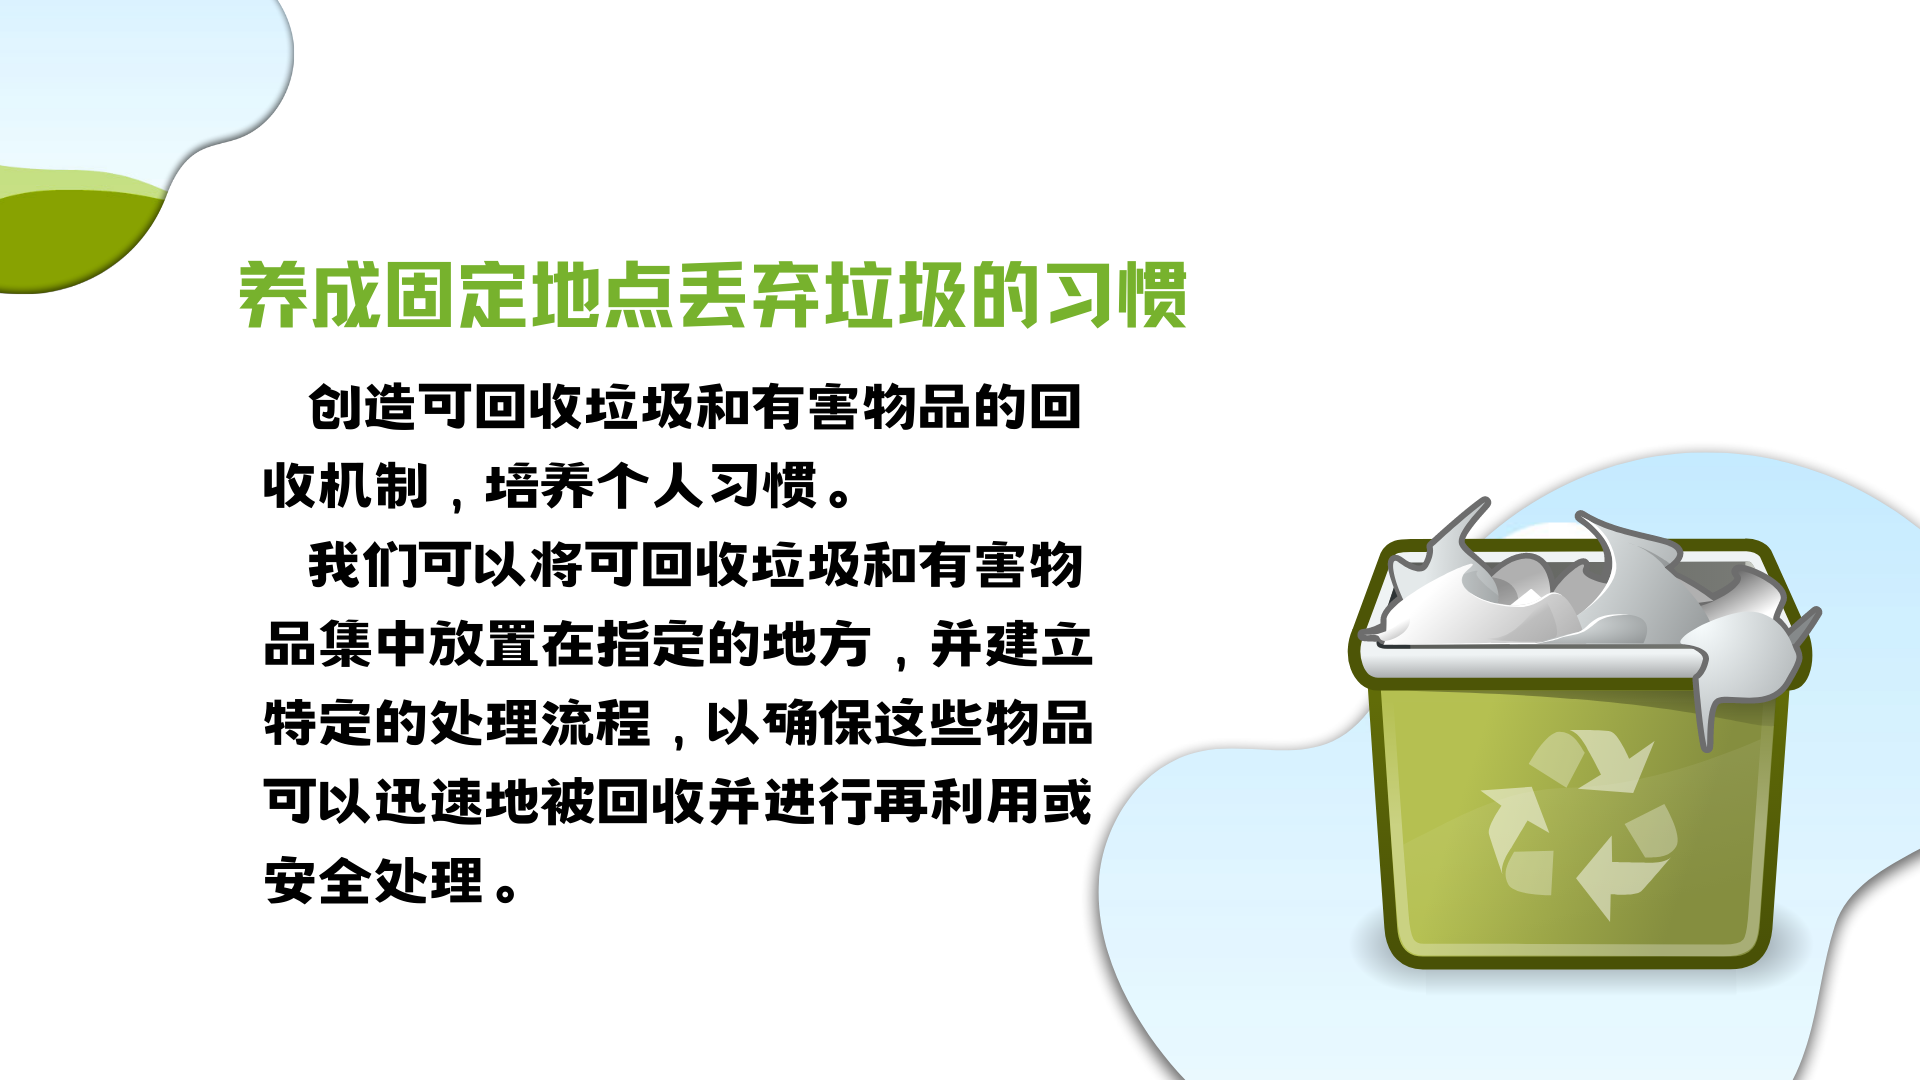 养成固定地点丢弃垃圾的习惯
创造可回收垃圾和有害物品的回
收机制，培养个人习惯。
我们可以将可回收垃圾和有害物
品集中放置在指定的地方，并建立
特定的处理流程，以确保这些物品
可以迅速地被回收并进行再利用或
安全处理。